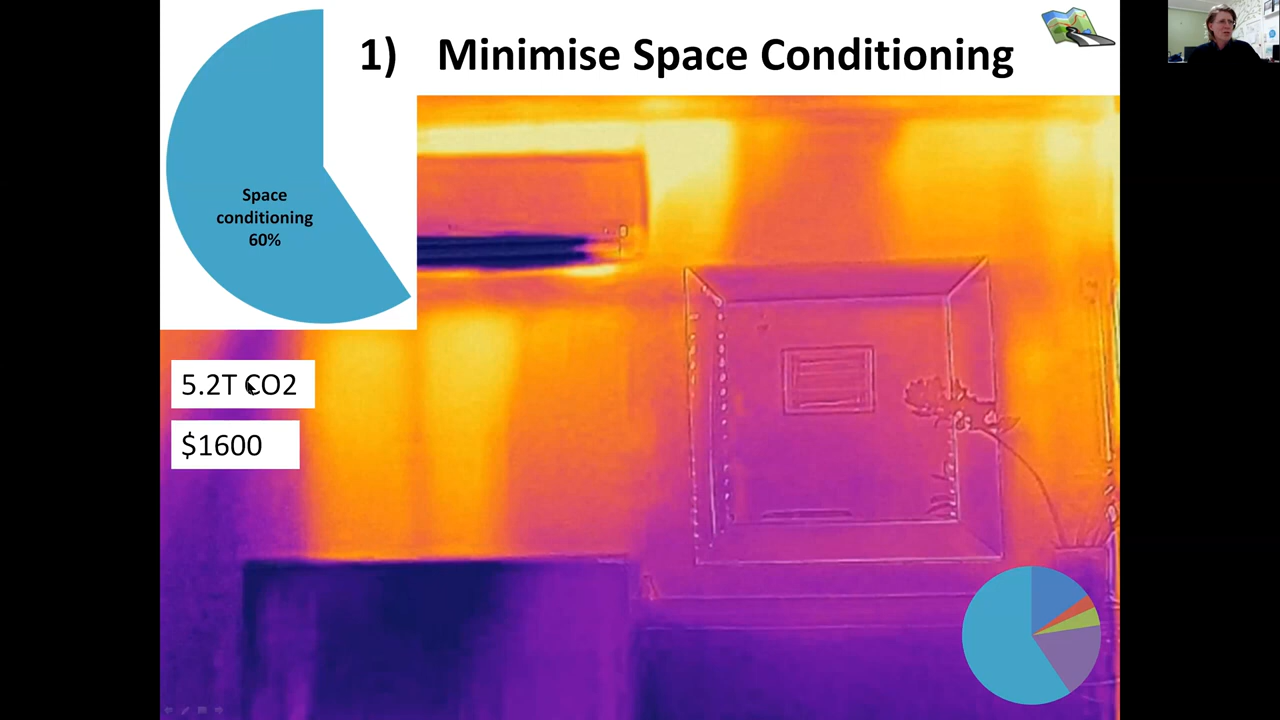 1) Minimise Space Conditioning
Space
conditioning
60%
5.2T CO2
$1600